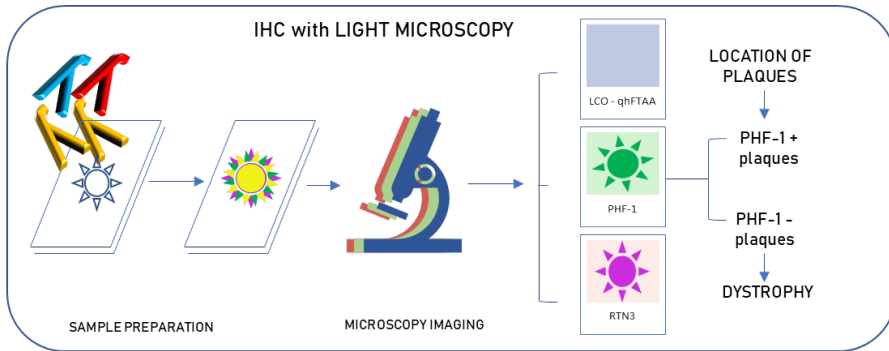 IHC with LIGHT MICROSCOPY
LCO - qhFTAA
PHF-1
RTN3
LOCATION OF
PLAQUES
PHF-1 +
plaques
PHF-1 -
plaques
DYSTROPHY
SAMPLE PREPARATION
MICROSCOPY IMAGING